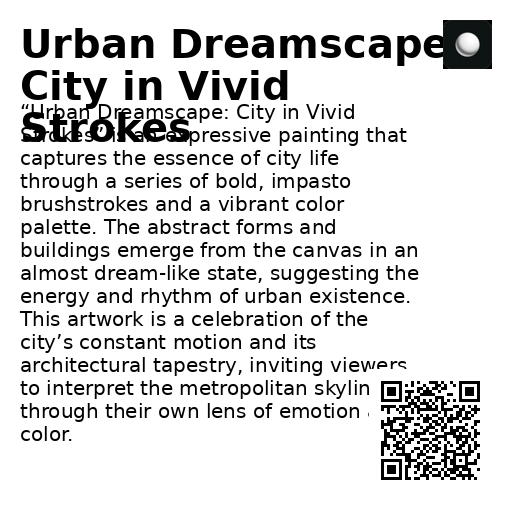 Urban Dreamscape
City in Vivid
Strokes
“Urban Dreamscape: City in Vivid
Strokes” is an expressive painting that
captures the essence of city life
through a series of bold, impasto
brushstrokes and a vibrant color
palette. The abstract forms and
buildings emerge from the canvas in an
almost dream-like state, suggesting the
energy and rhythm of urban existence.
This artwork is a celebration of the
city’s constant motion and its
architectural tapestry, inviting viewers
to interpret the metropolitan skylin
through their own lens of emotion
color.